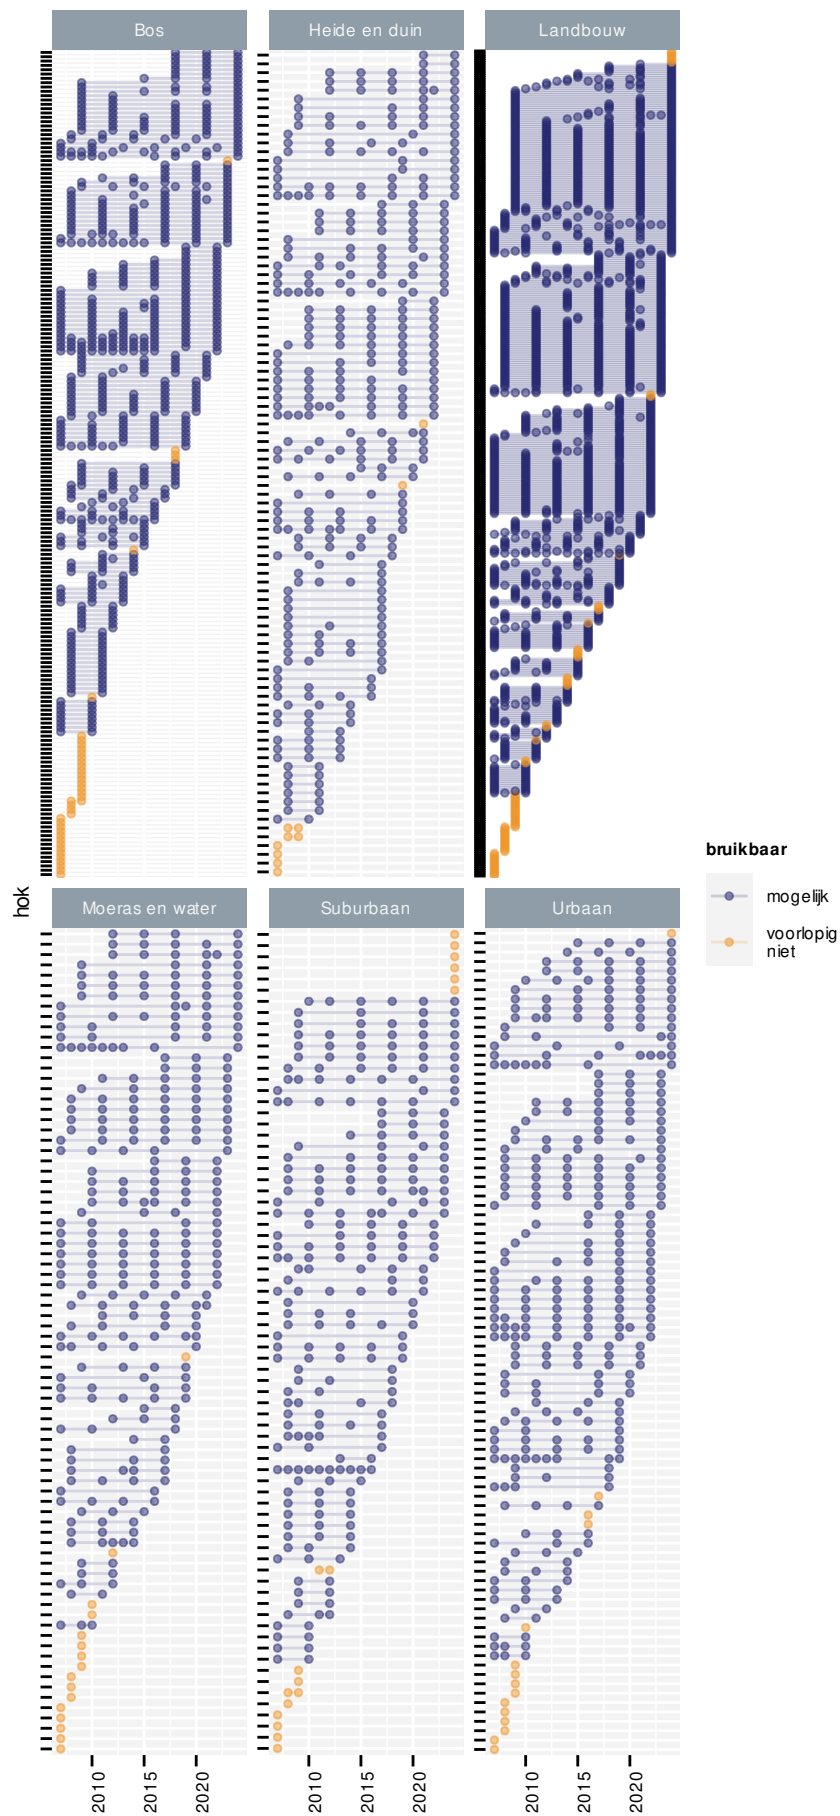 Bos
Heide en duin
Landbouw
hok
Moeras en water
Suburbaan
Urbaan
2010
2015
2020
2010
2015
2020
2010
2015
2020
bruikbaar
mogelijk
voorlopig
niet